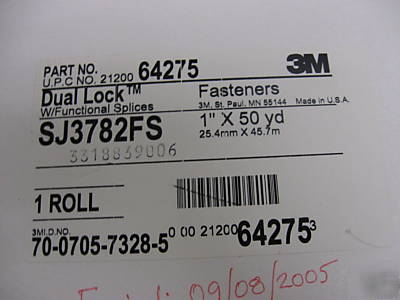 PART NO.
U.P.C NO. 21200 64275
3M
Dual Lock™
W/Functional Splices
Fasteners
3M, St. Paul, MN 55144 Made in U.S.A.
SJ3782FS
1" X 50 yd
25.4mm X 45.7m
3318839006
1 ROLL
3MI.D.NO.
70-0705-7328-5
0 00 21200 64275 3
09/08/2005